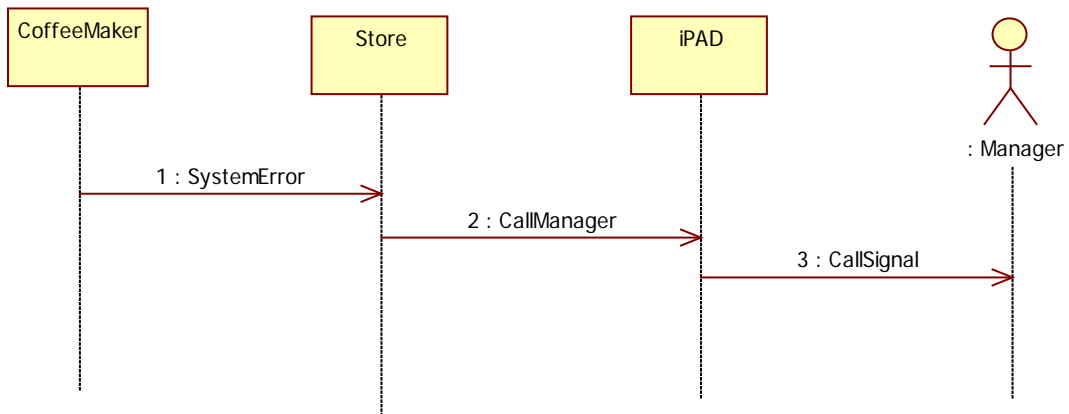 CoffeeMaker
Store
iPAD
: Manager
1 : SystemError
2 : CallManager
3 : CallSignal